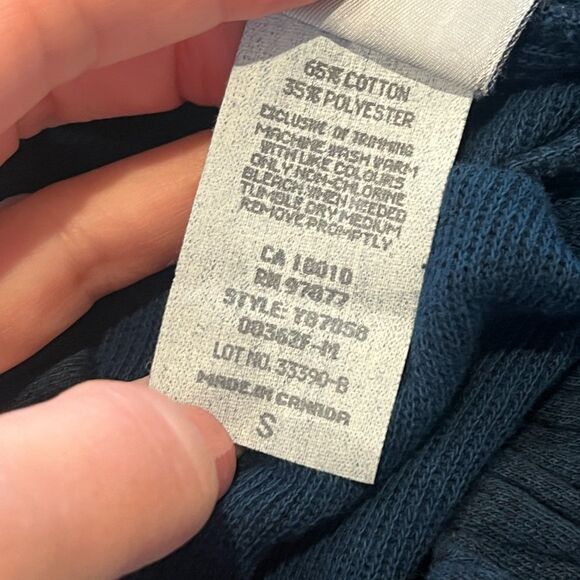 65% COTTON
35% POLYESTER
EXCLUSIVE OF TRIMMING
MACHINE WASH WARM
WITH LIKE COLOURS
ONLY NON-CHLORINE
BLEACH WHEN NEEDED
TUMBLE DRY MEDIUM
REMOVE PROMPTLY
CA 18010
RN 97877
STYLE: T87058
00362F-M
LOT NO. 33390-B
MADE IN CANADA
S